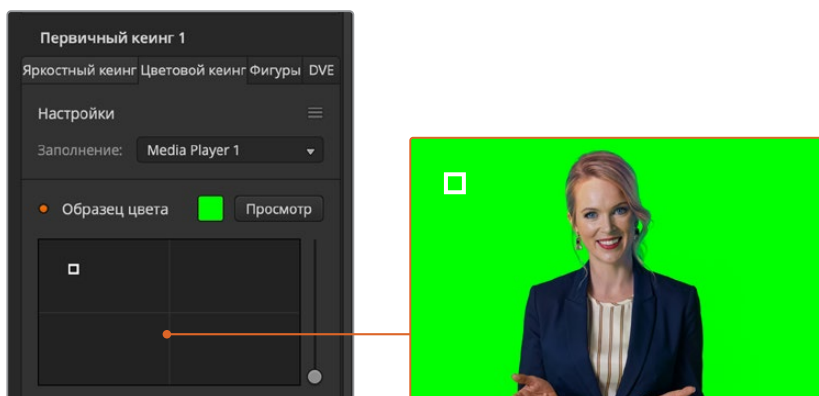 Первичный кеинг 1
Яркостный кеинг Цветовой кеинг Фигуры DVE
Настройки
Заполнение: Media Player 1
Образец цвета Просмотр